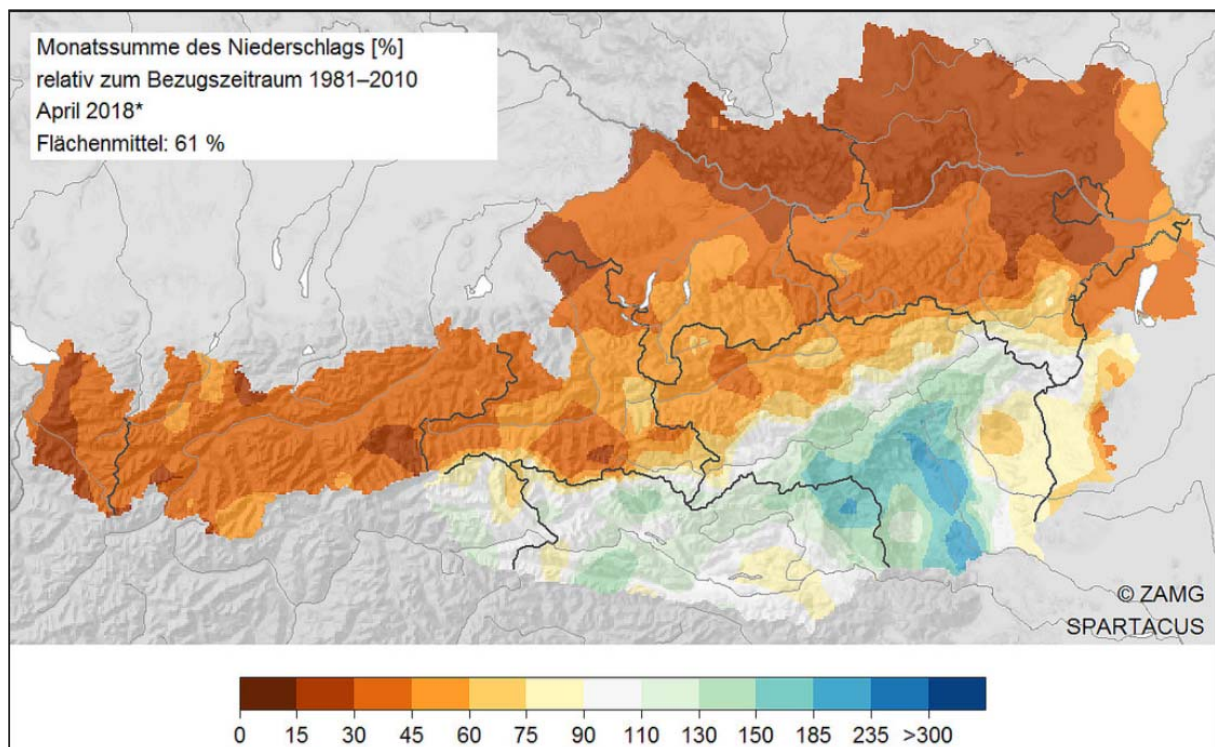 Monatssumme des Niederschlags [%]
relativ zum Bezugszeitraum 1981–2010
April 2018*
Flächenmittel: 61 %
© ZAMG
SPARTACUS
0 15 30 45 60 75 90 110 130 150 185 235 >300